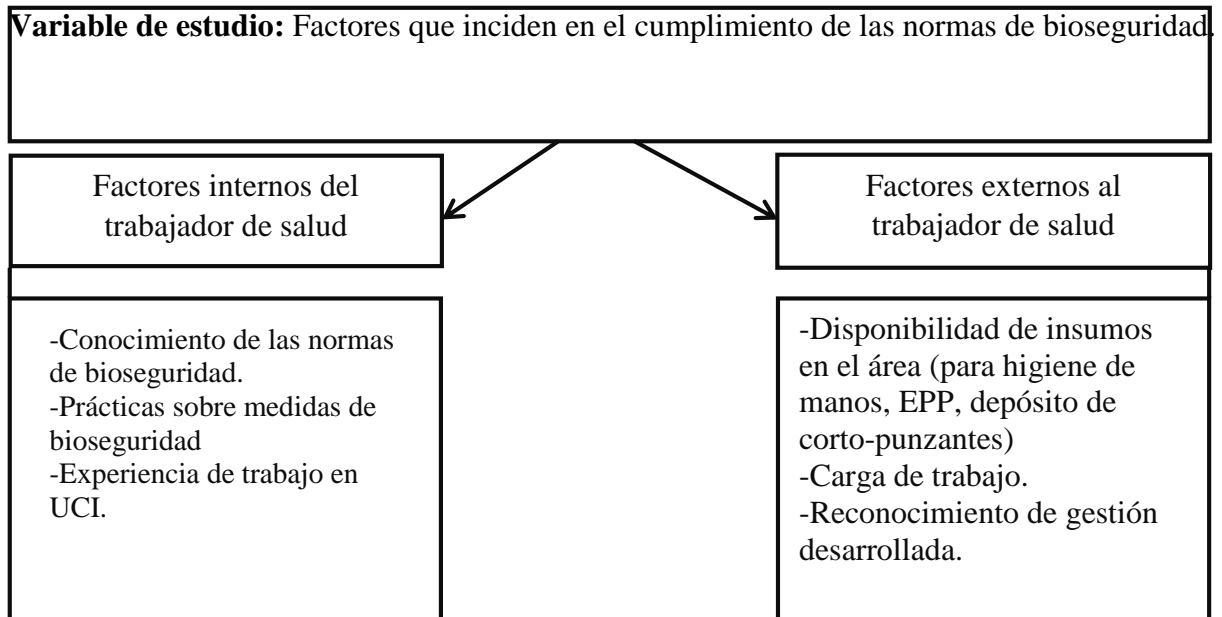 Variable de estudio: Factores que inciden en el cumplimiento de las normas de bioseguridad.
Factores internos del
trabajador de salud
Factores externos al
trabajador de salud
-Conocimiento de las normas
de bioseguridad.
-Prácticas sobre medidas de
bioseguridad
-Experiencia de trabajo en
UCI.
-Disponibilidad de insumos
en el área (para higiene de
manos, EPP, depósito de
corto-punzantes)
-Carga de trabajo.
-Reconocimiento de gestión
desarrollada.